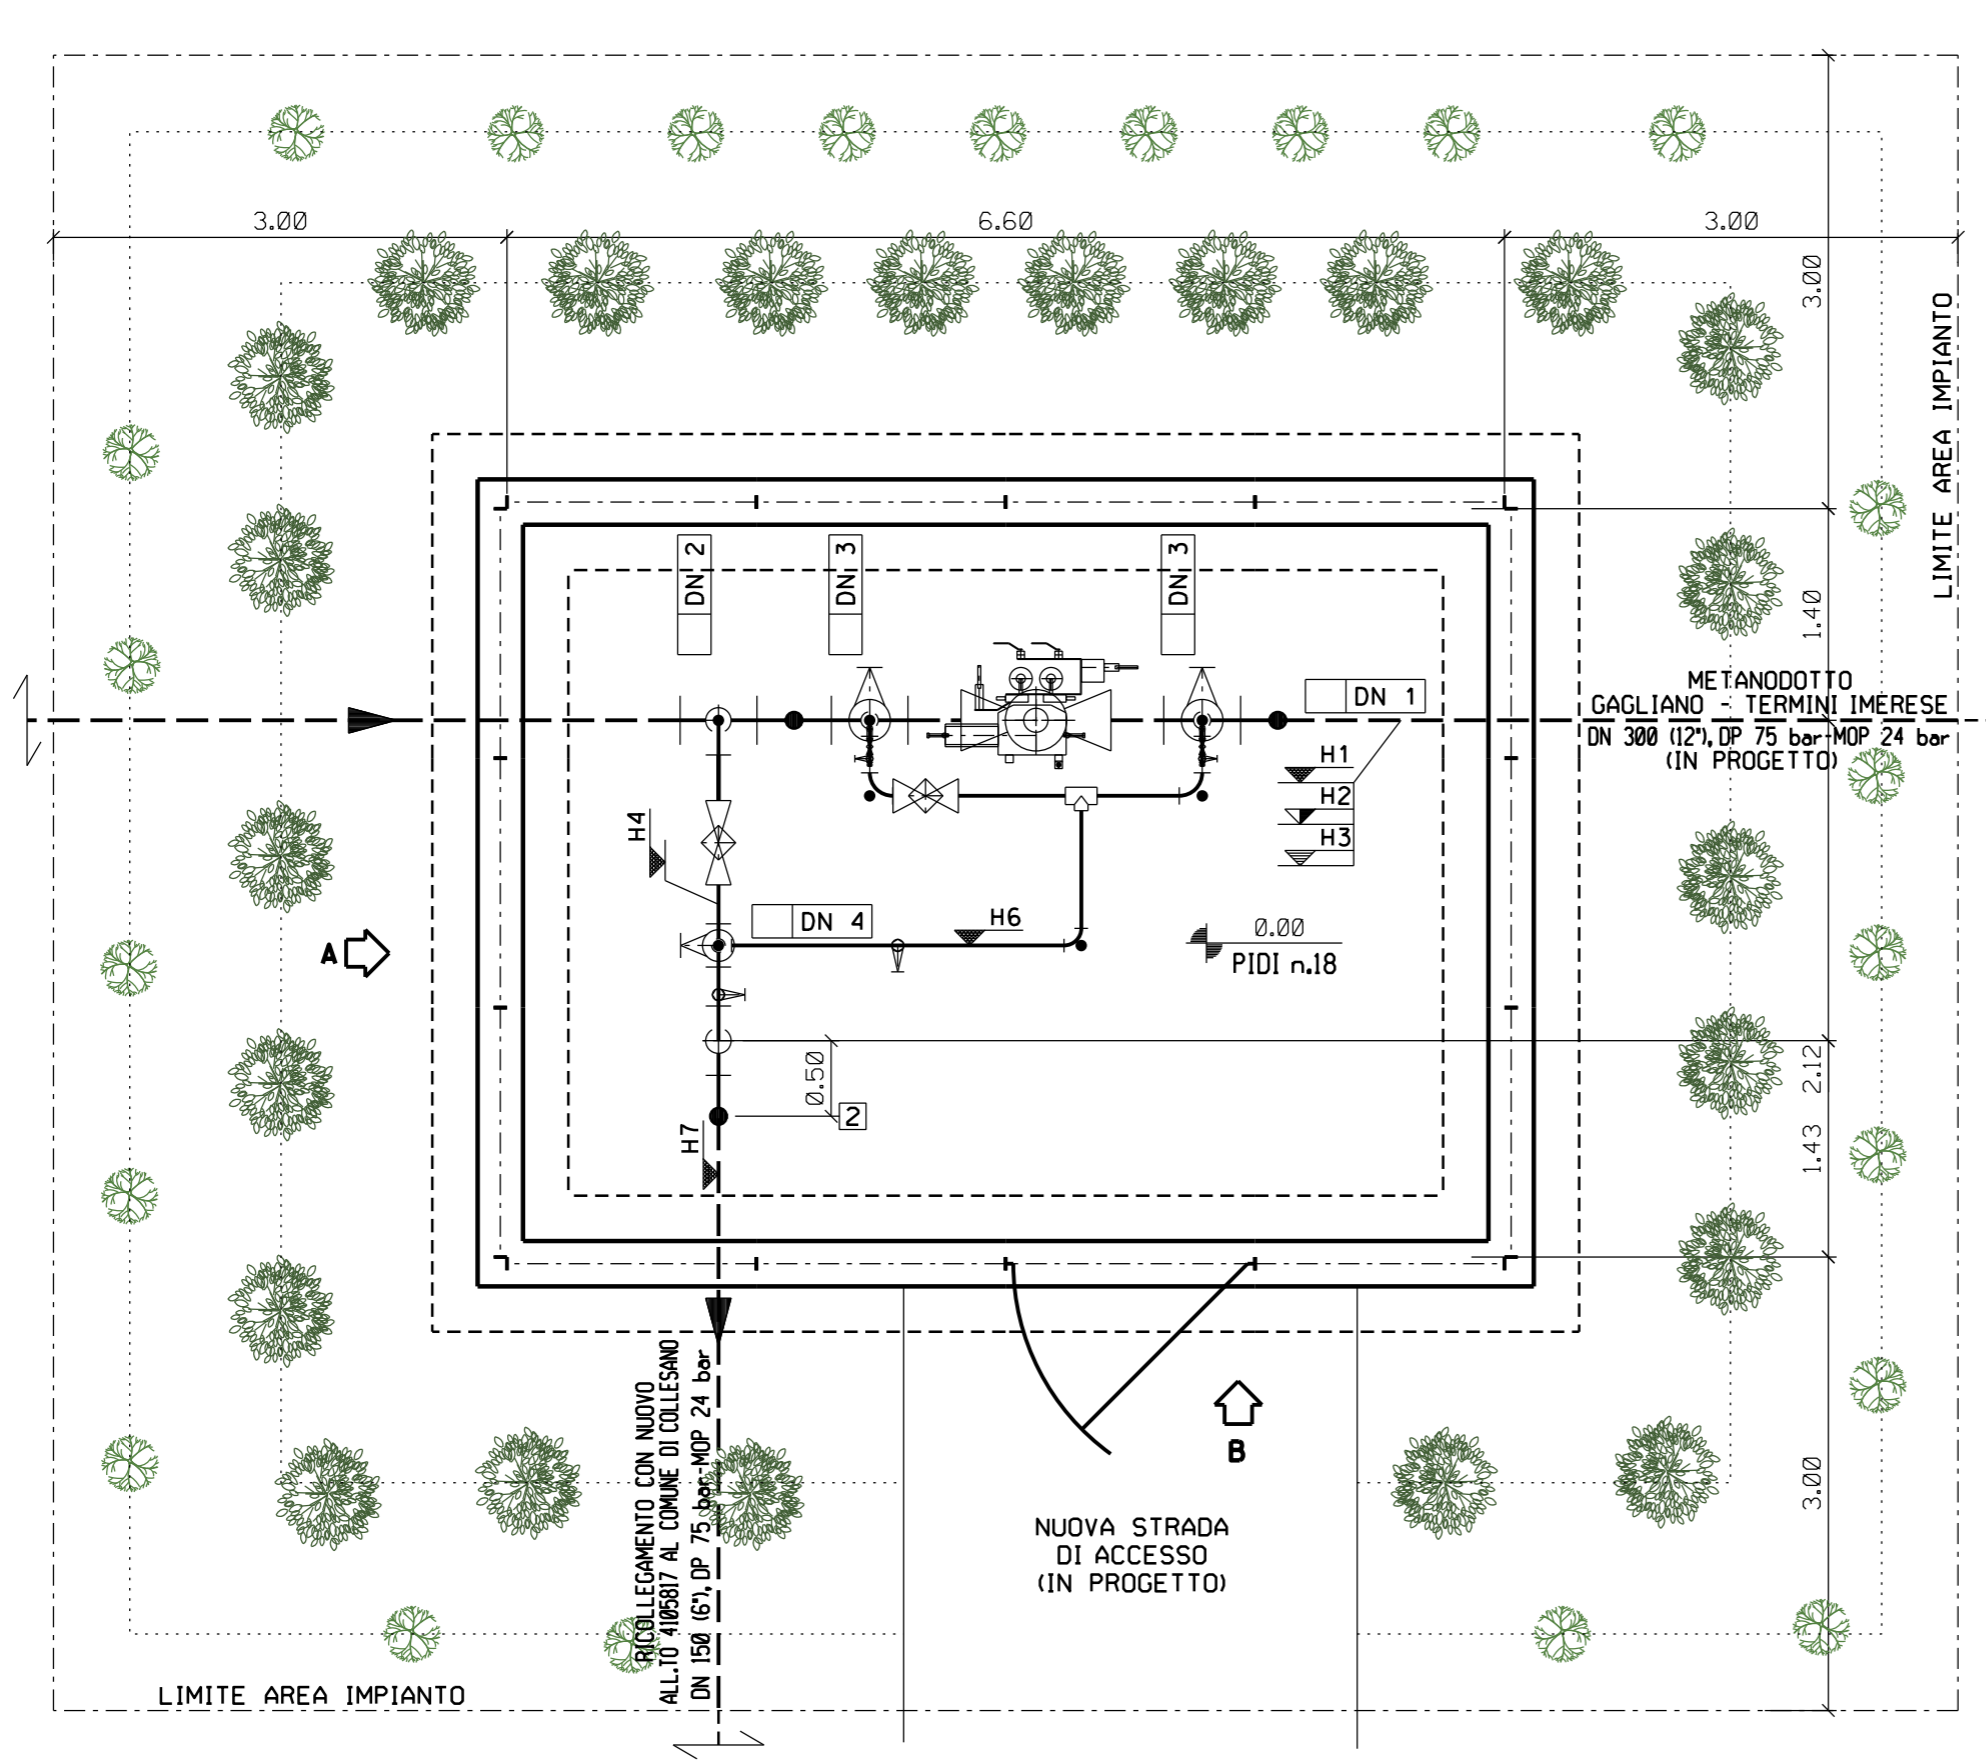 3.00
6.60
3.00
3.00
LIMITE AREA IMPIANTO
DN 2
DN 3
DN 3
1.40
DN 1
METANODOTTO
GAGLIANO - TERMINI IMERESE
DN 300 (12"), DP 75 bar-MOP 24 bar
(IN PROGETTO)
H1
H2
H3
H4
DN 4
H6
0.00
PIDI n.18
A
0.50
2
2.12
1.43
H7
RICOLLEGAMENTO CON NUOVO
ALL.TO 4105817 AL COMUNE DI COLLESANO
DN 150 (6"), DP 75 bar-MOP 24 bar
B
3.00
NUOVA STRADA
DI ACCESSO
(IN PROGETTO)
LIMITE AREA IMPIANTO